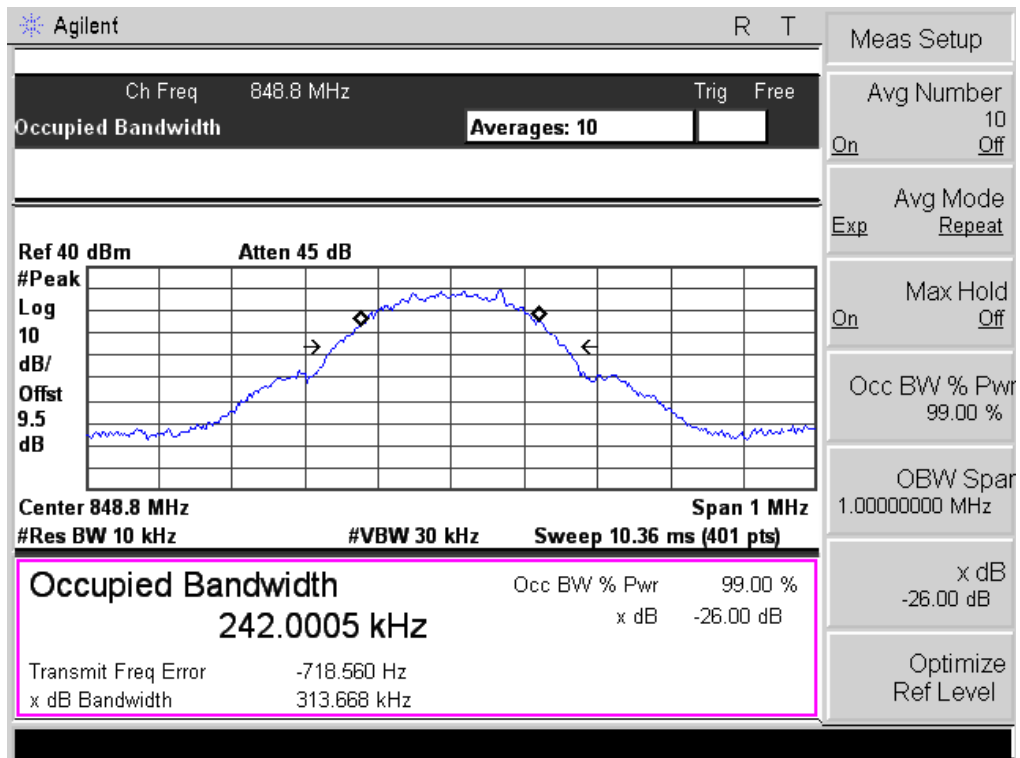 Agilent
R T
Ch Freq 848.8 MHz Trig Free
Occupied Bandwidth Averages: 10
Ref 40 dBm Atten 45 dB
#Peak
Log
10
dB/
Offst
9.5
dB
Center 848.8 MHz Span 1 MHz
#Res BW 10 kHz #VBW 30 kHz Sweep 10.36 ms (401 pts)
Occupied Bandwidth
242.0005 kHz
Occ BW % Pwr 99.00 %
x dB -26.00 dB
Transmit Freq Error -718.560 Hz
x dB Bandwidth 313.668 kHz
Meas Setup
Avg Number
10
On Off
Avg Mode
Exp Repeat
Max Hold
On Off
Occ BW % Pwr
99.00 %
OBW Span
1.00000000 MHz
x dB
-26.00 dB
Optimize
Ref Level